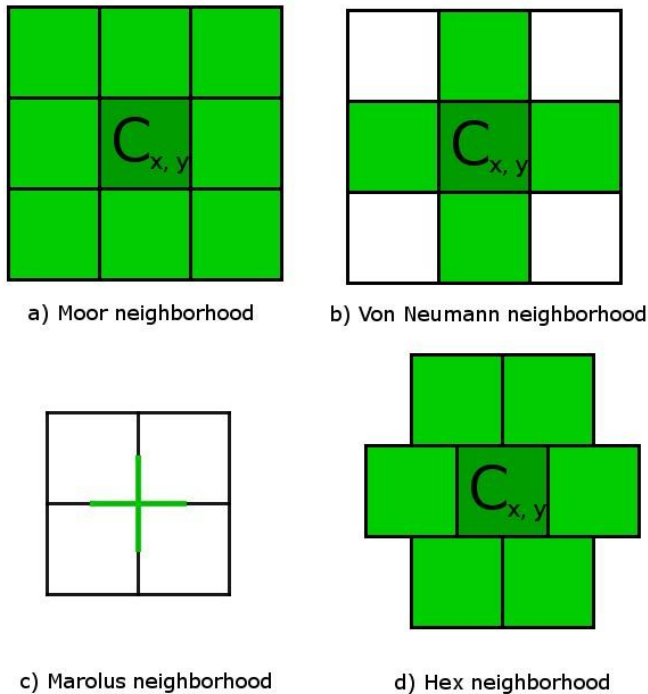 C x, y
C x, y
a) Moor neighborhood
b) Von Neumann neighborhood
C x, y
c) Marolus neighborhood
d) Hex neighborhood